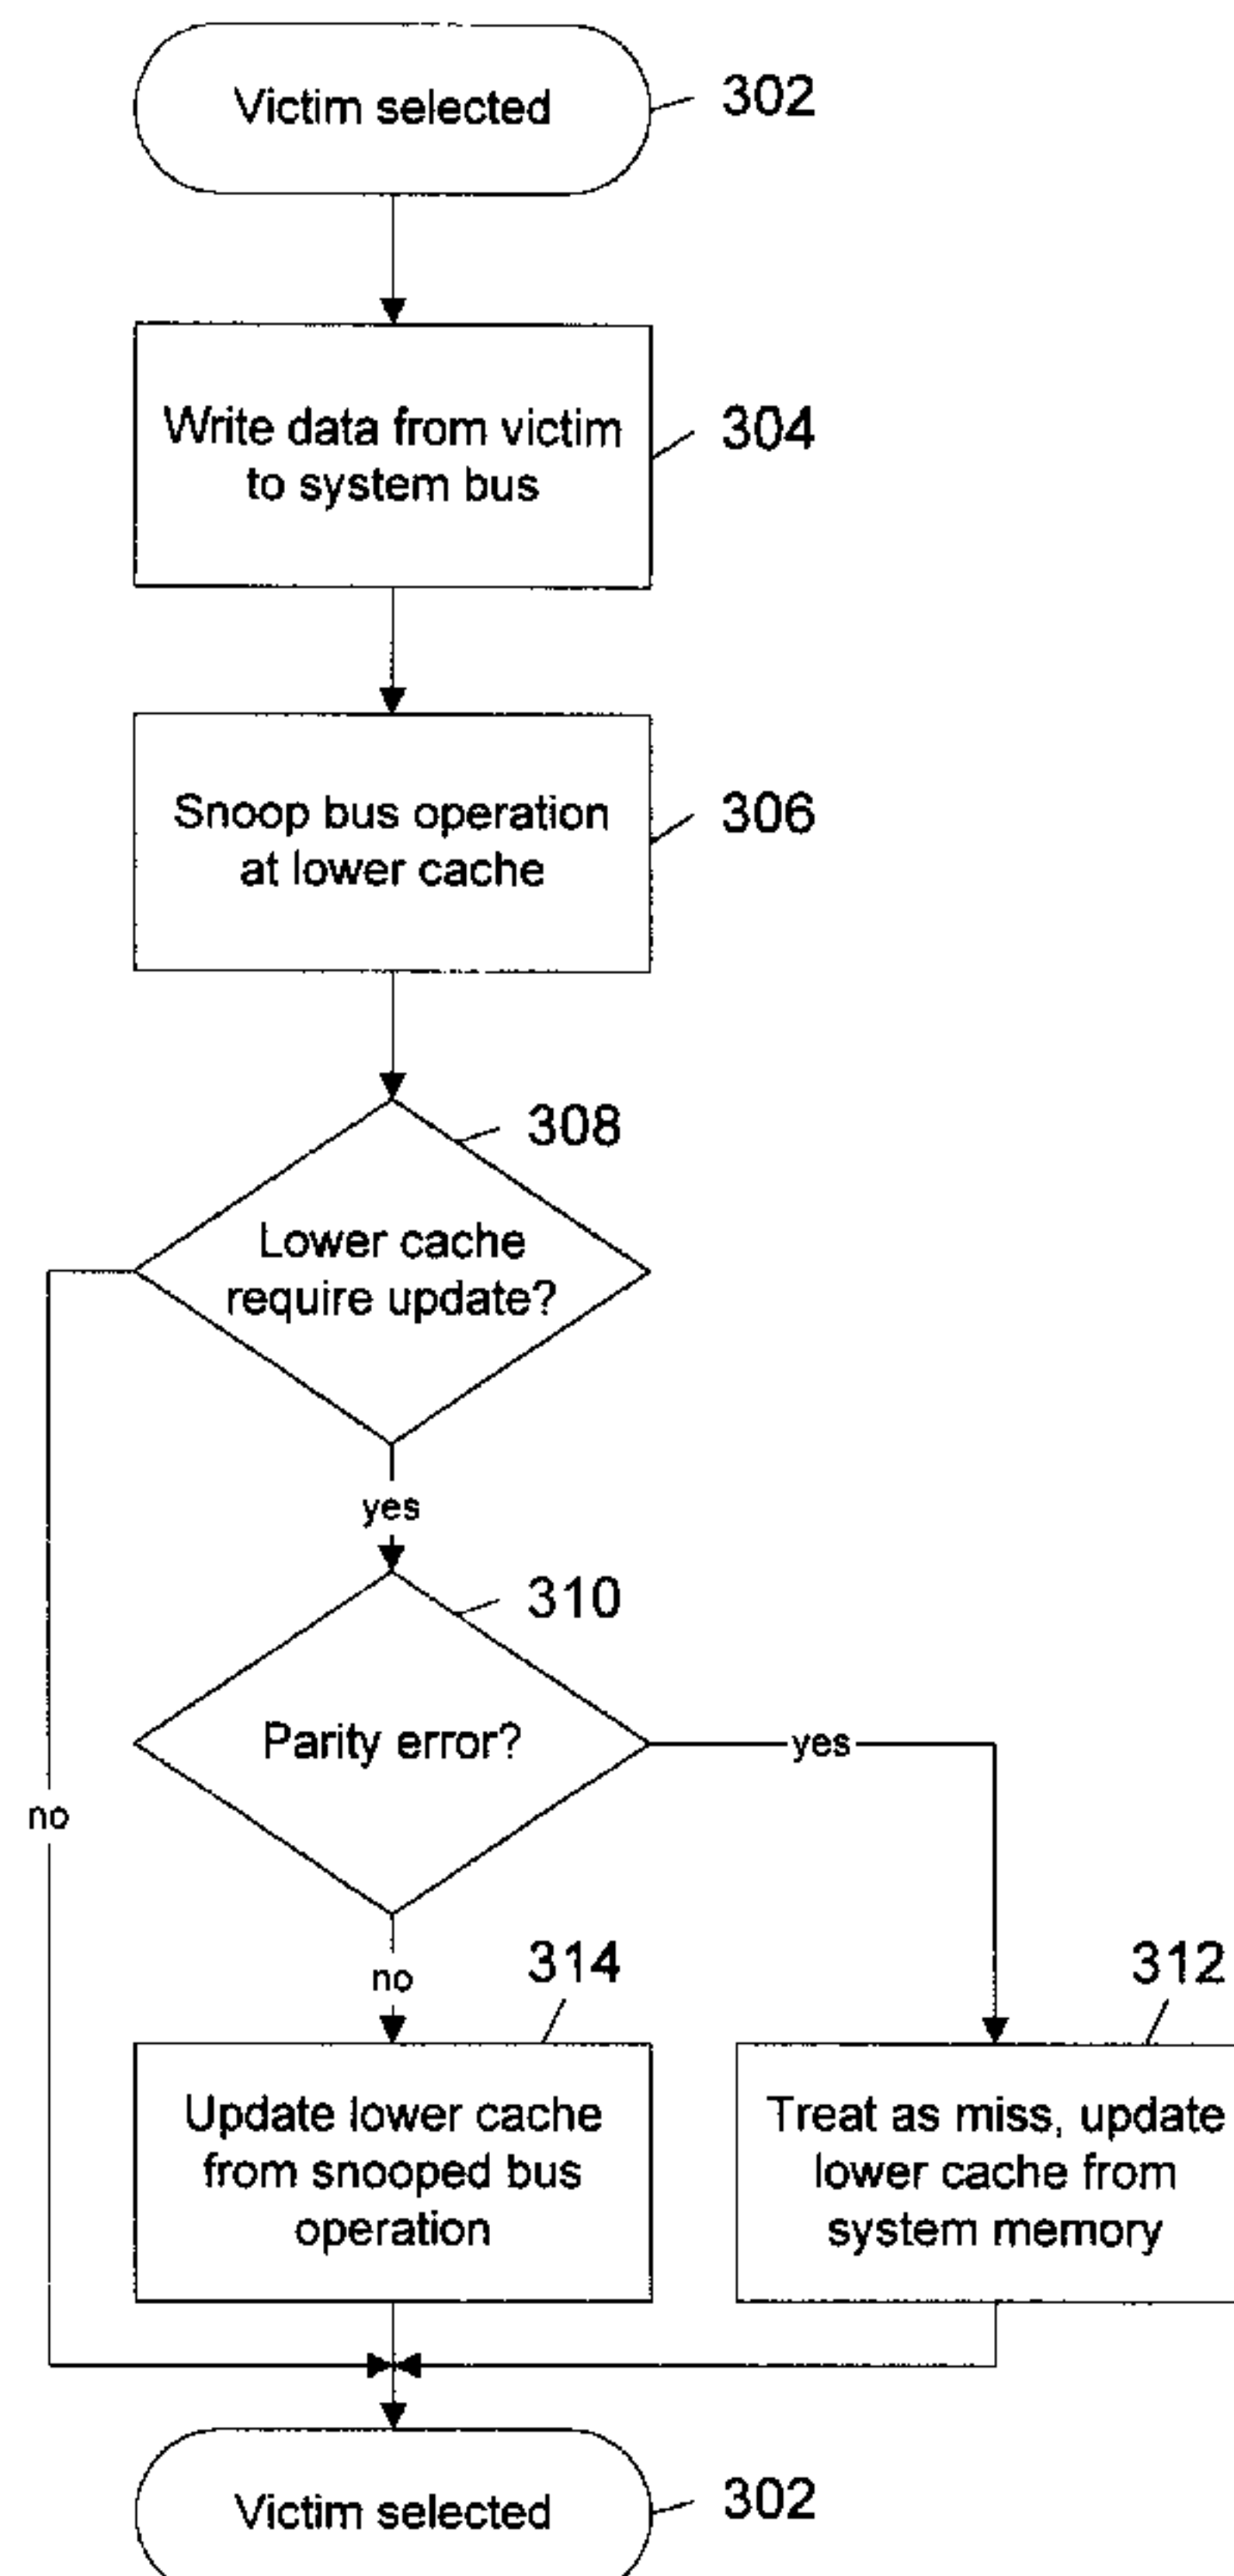 Victim selected
302
Write data from victim
to system bus
304
Snoop bus operation
at lower cache
306
308
Lower cache
require update?
yes
310
Parity error?
yes
no
no
314
312
Update lower cache
from snooped bus
operation
Treat as miss, update
lower cache from
system memory
Victim selected
302